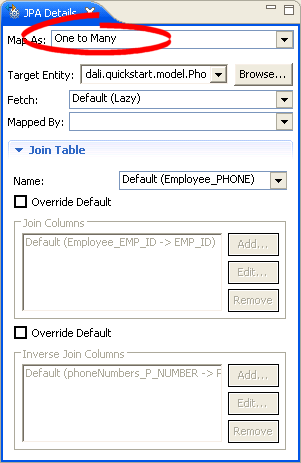 JPA Details
Map As: One to Many
Target Entity: dali.quickstart.model.Pho Browse...
Fetch: Default (Lazy)
Mapped By:
Join Table
Name: Default (Employee_PHONE)
Override Default
Join Columns
Default (Employee_EMP_ID -> EMP_ID)
Add...
Edit...
Remove
Override Default
Inverse Join Columns
Default (phoneNumbers_P_NUMBER -> P
Add...
Edit...
Remove